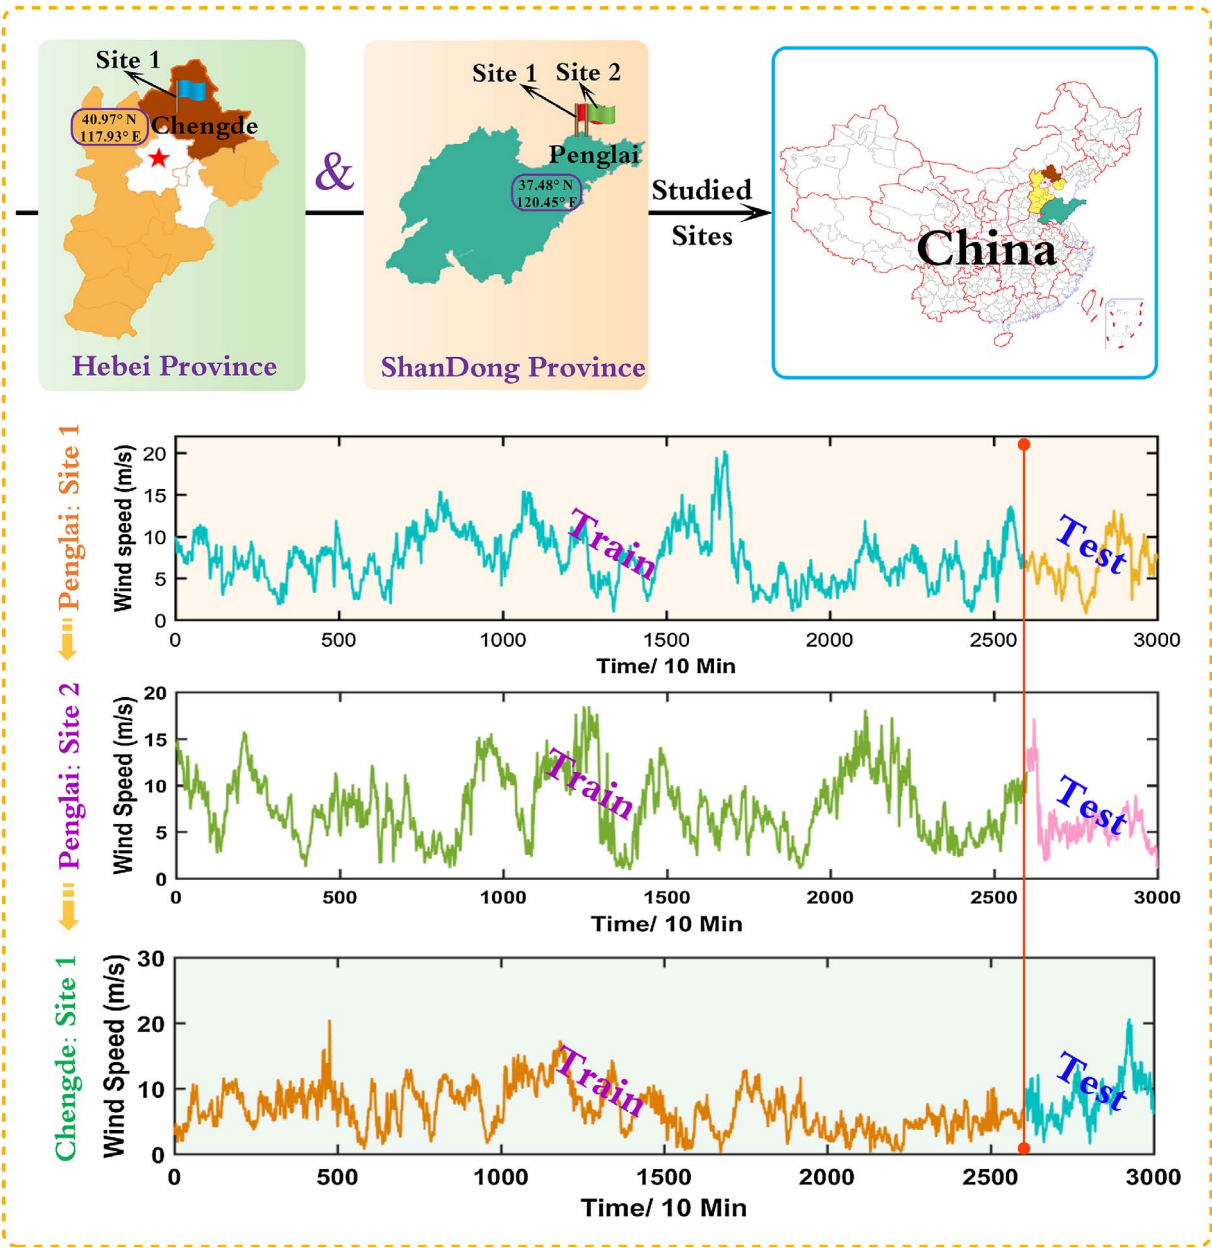 Site 1
40.97° N
117.93° E
Chengde
Hebei Province
&
Site 1
Site 2
Penglai
37.48° N
120.45° E
ShanDong Province
Studied
Sites
China
Penglai: Site 1
Wind speed (m/s)
20
15
10
5
0
Train
Test
0 500 1000 1500 2000 2500 3000
Time/ 10 Min
Penglai: Site 2
Wind Speed (m/s)
20
15
10
5
0
Train
Test
0 500 1000 1500 2000 2500 3000
Time/ 10 Min
Chengde: Site 1
Wind Speed (m/s)
30
20
10
0
Train
Test
0 500 1000 1500 2000 2500 3000
Time/ 10 Min